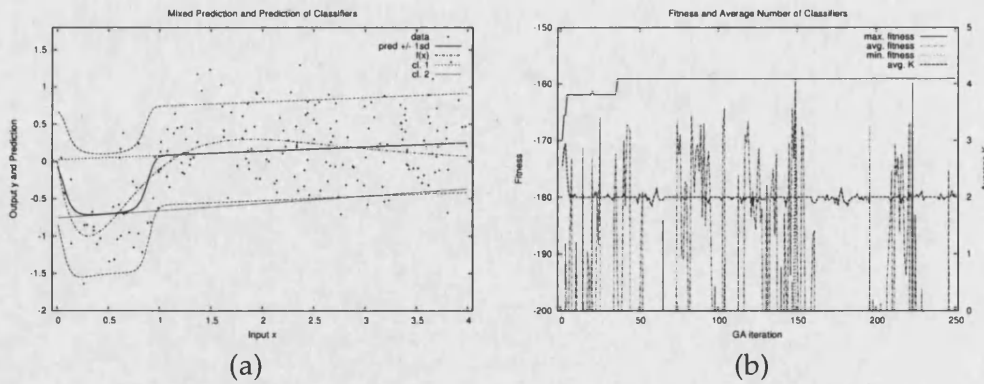 Mixed Prediction and Prediction of Classifiers
data
pred +/- 1sd
f(x)
cl. 1
cl. 2
1.5
1
0.5
0
-0.5
-1
-1.5
-2
Output y and Prediction
0 0.5 1 1.5 2 2.5 3 3.5 4
Input x
(a)
Fitness and Average Number of Classifiers
max. fitness
avg. fitness
min. fitness
avg. K
-150
-160
-170
-180
-190
-200
Fitness
5
4
3
2
1
0
0 50 100 150 200 250
GA iteration
(b)